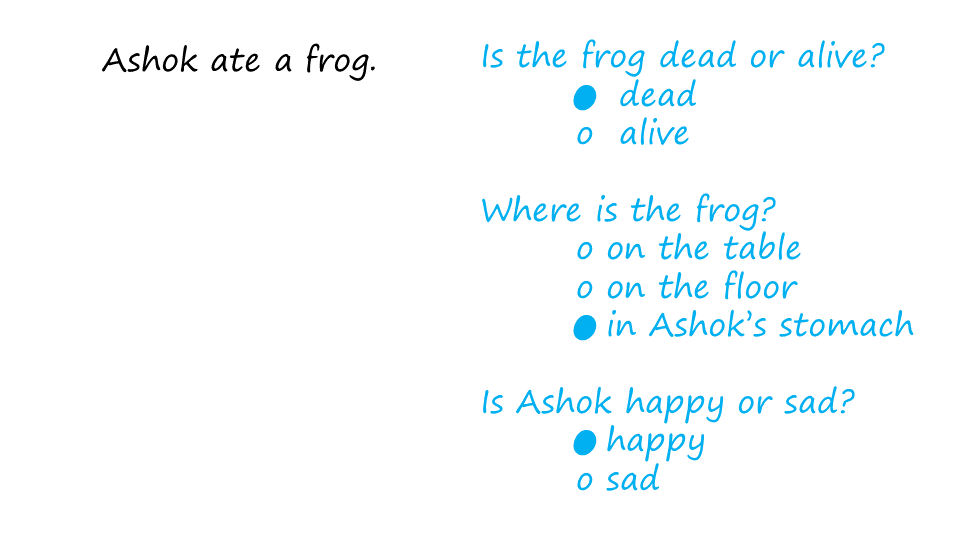 Ashok ate a frog.
Is the frog dead or alive?
● dead
o alive
Where is the frog?
o on the table
o on the floor
● in Ashok’s stomach
Is Ashok happy or sad?
● happy
o sad